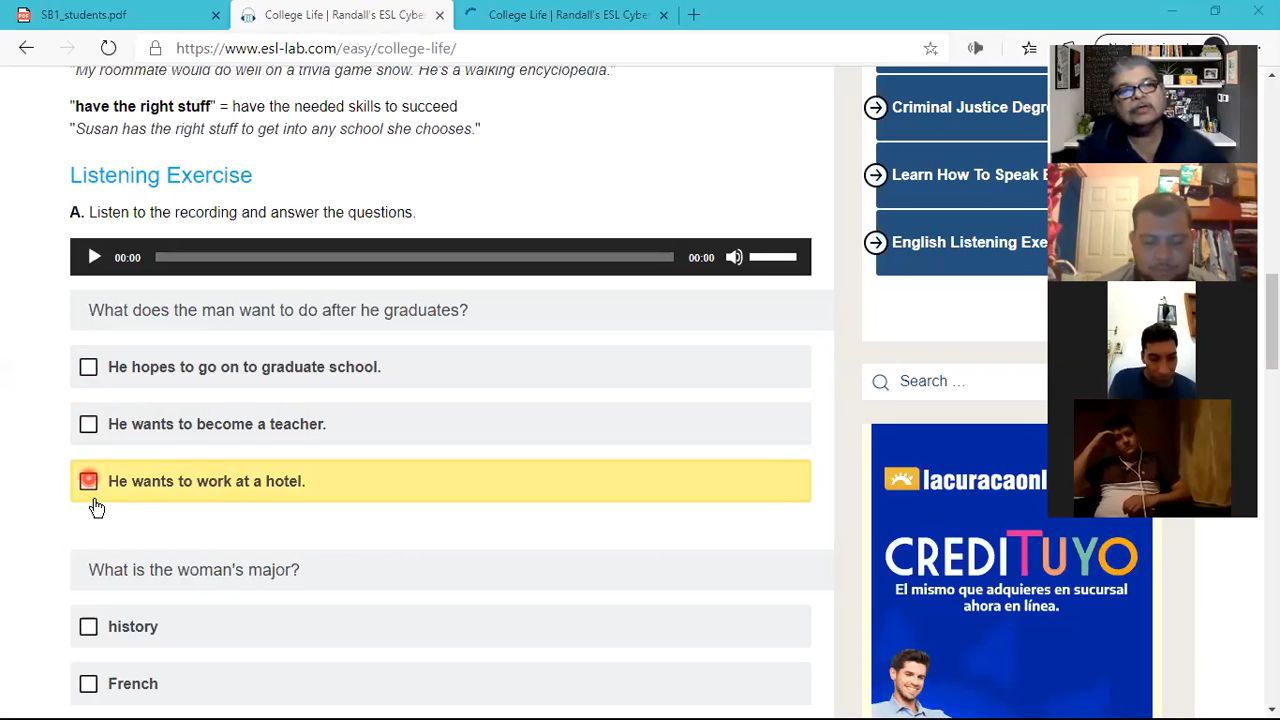 SB1_students.pdf
College Life | Randall's ESL Cybe
College Life | Randall's ESL Cybe
https://www.esl-lab.com/easy/college-life/
"My roommate would do well on a trivia game show. He's a walking encyclopedia."
"have the right stuff" = have the needed skills to succeed
"Susan has the right stuff to get into any school she chooses."
Listening Exercise
A. Listen to the recording and answer the questions.
00:00
00:00
What does the man want to do after he graduates?
He hopes to go on to graduate school.
He wants to become a teacher.
He wants to work at a hotel.
What is the woman's major?
history
French
Criminal Justice Degr
Learn How To Speak E
English Listening Exe
Search …
lacuracaonl
CREDITUYO
El mismo que adquieres en sucursal
ahora en línea.